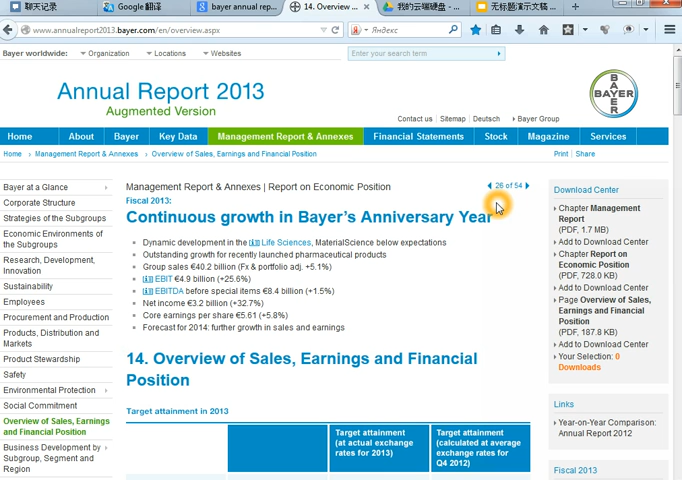 聊天记录
Google 翻译
bayer annual rep...
14. Overview ...
我的云端硬盘 - ...
无标题演示文稿 ...
www.annualreport2013.bayer.com/en/overview.aspx
Яндекс
Bayer worldwide:
Organization
Locations
Websites
Enter your search term
Annual Report 2013
Augmented Version
BAYER
BAYER
Contact us | Sitemap | Deutsch
Bayer Group
Home
About
Bayer
Key Data
Management Report & Annexes
Financial Statements
Stock
Magazine
Services
Home
Management Report & Annexes
Overview of Sales, Earnings and Financial Position
Print | Share
Bayer at a Glance
Corporate Structure
Strategies of the Subgroups
Economic Environments of
the Subgroups
Research, Development,
Innovation
Sustainability
Employees
Procurement and Production
Products, Distribution and
Markets
Product Stewardship
Safety
Environmental Protection
Social Commitment
Overview of Sales, Earnings
and Financial Position
Business Development by
Subgroup, Segment and
Region
Management Report & Annexes | Report on Economic Position
26 of 54
Fiscal 2013:
Continuous growth in Bayer's Anniversary Year
Dynamic development in the Life Sciences, MaterialScience below expectations
Outstanding growth for recently launched pharmaceutical products
Group sales €40.2 billion (Fx & portfolio adj. +5.1%)
EBIT €4.9 billion (+25.6%)
EBITDA before special items €8.4 billion (+1.5%)
Net income €3.2 billion (+32.7%)
Core earnings per share €5.61 (+5.8%)
Forecast for 2014: further growth in sales and earnings
14. Overview of Sales, Earnings and Financial
Position
Target attainment in 2013
Target attainment
(at actual exchange
rates for 2013)
Target attainment
(calculated at average
exchange rates for
Q4 2012)
Download Center
Chapter Management
Report
(PDF, 1.7 MB)
Add to Download Center
Chapter Report on
Economic Position
(PDF, 728.0 KB)
Add to Download Center
Page Overview of Sales,
Earnings and Financial
Position
(PDF, 187.8 KB)
Add to Download Center
Your Selection: 0
Downloads
Links
Year-on-Year Comparison:
Annual Report 2012
Fiscal 2013